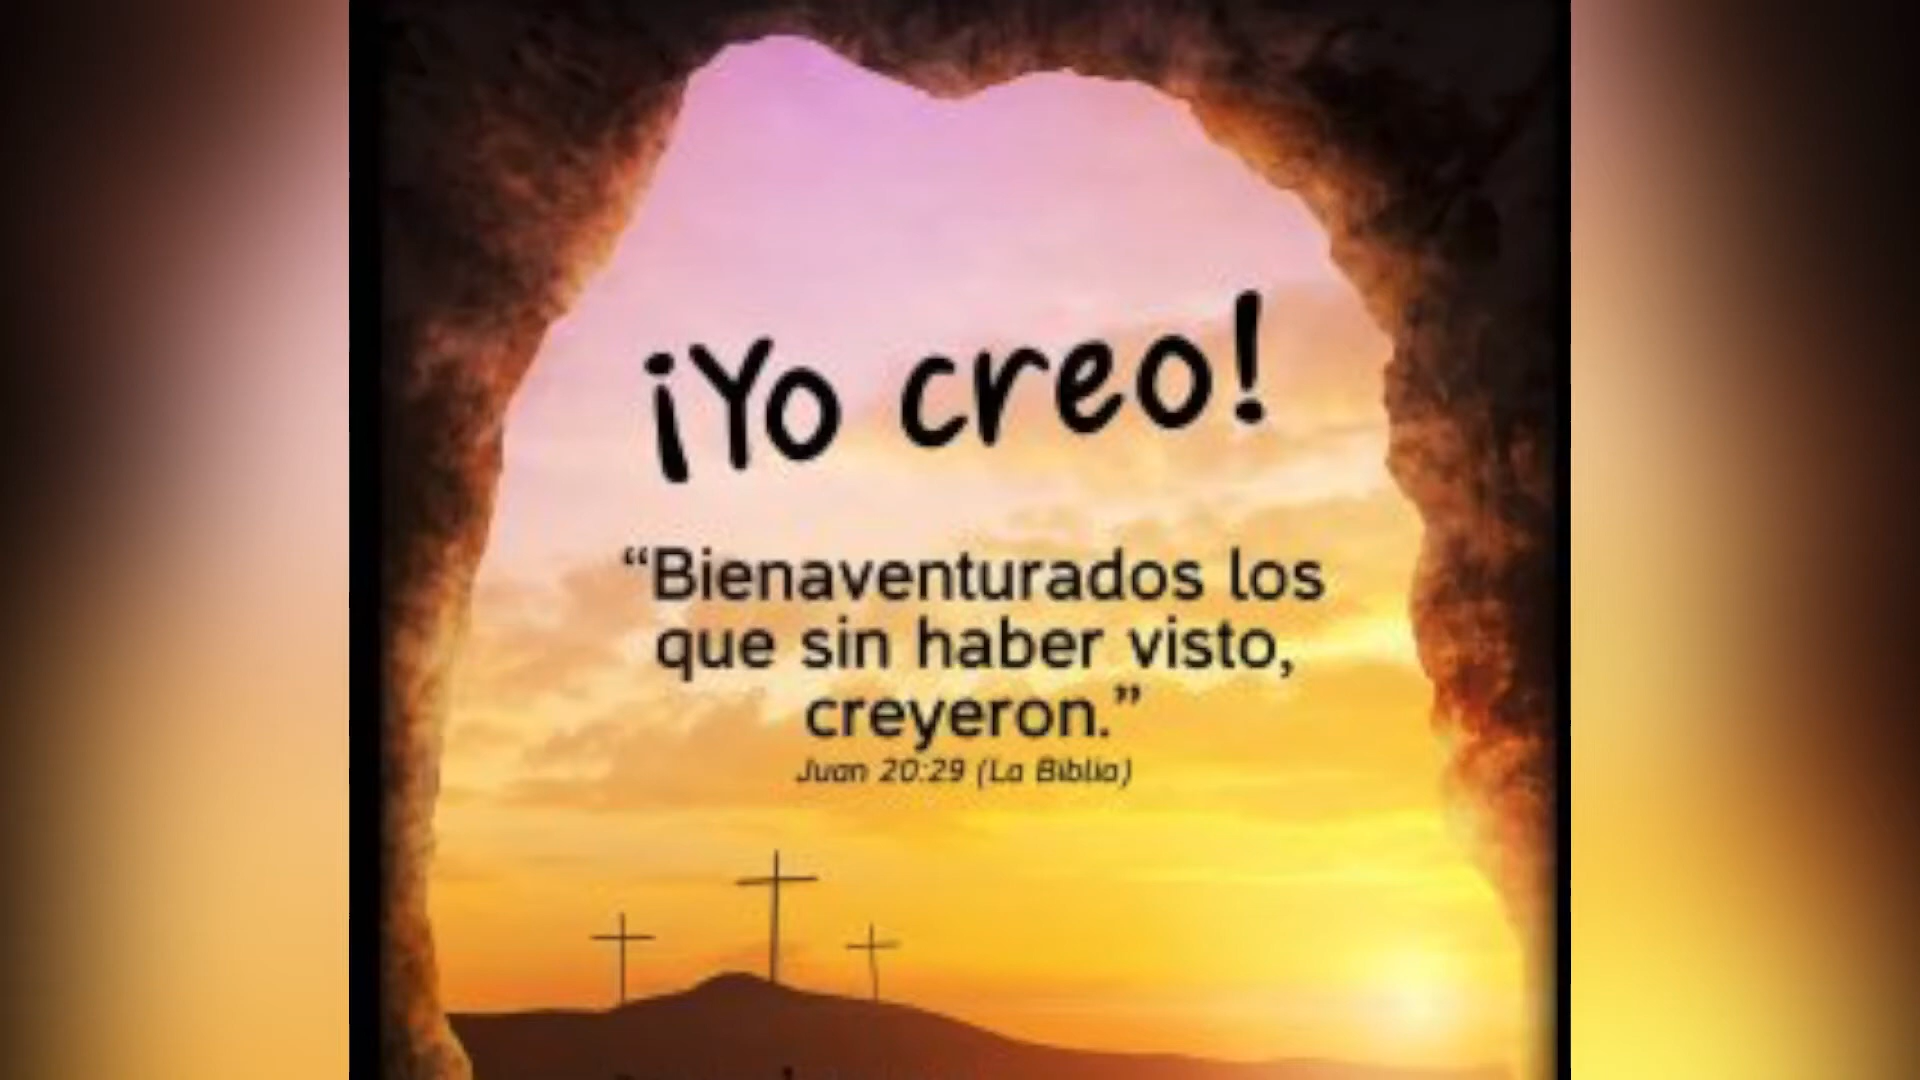 ¡Yo creo!
“Bienaventurados los
que sin haber visto,
creyeron.”
Juan 20:29 (La Biblia)